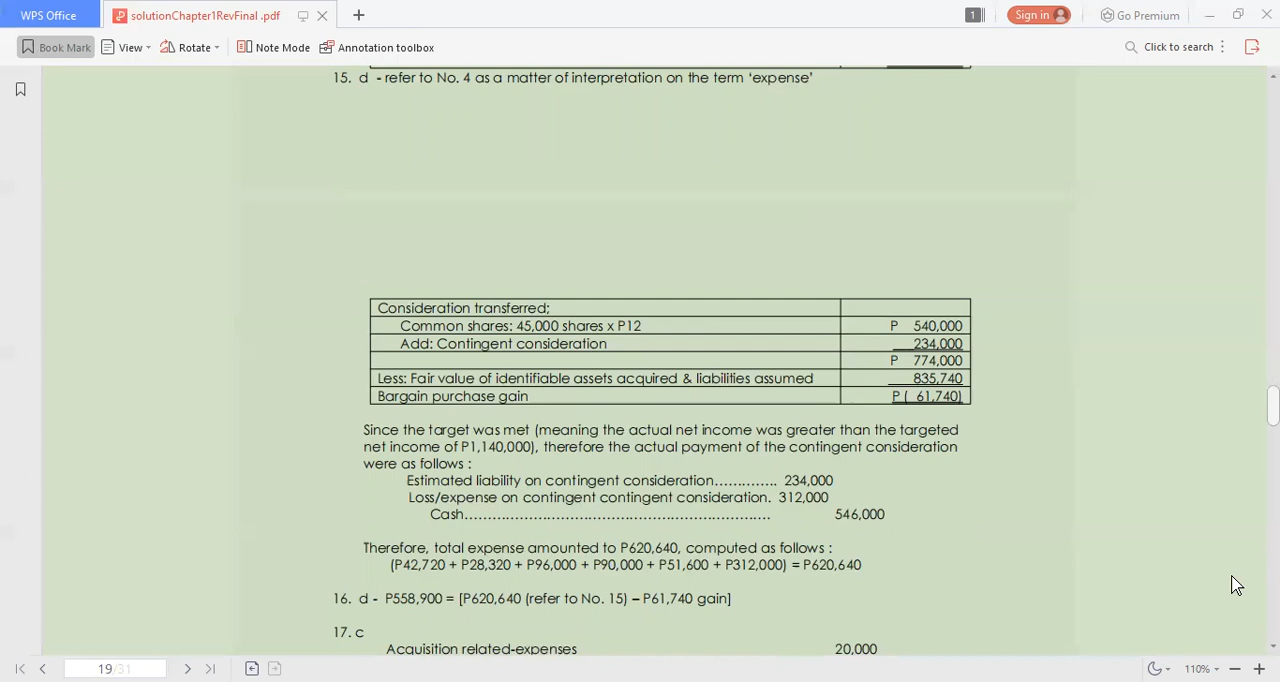 WPS Office
solutionChapter1RevFinal .pdf
1
Sign in
Go Premium
Book Mark
View
Rotate
Note Mode
Annotation toolbox
Click to search
15. d - refer to No. 4 as a matter of interpretation on the term ‘expense’
Consideration transferred;
Common shares: 45,000 shares x P12 P 540,000
Add: Contingent consideration 234,000
P 774,000
Less: Fair value of identifiable assets acquired & liabilities assumed 835,740
Bargain purchase gain P ( 61,740)
Since the target was met (meaning the actual net income was greater than the targeted
net income of P1,140,000), therefore the actual payment of the contingent consideration
were as follows :
Estimated liability on contingent consideration.............. 234,000
Loss/expense on contingent contingent consideration. 312,000
Cash.................................................................... 546,000
Therefore, total expense amounted to P620,640, computed as follows :
(P42,720 + P28,320 + P96,000 + P90,000 + P51,600 + P312,000) = P620,640
16. d - P558,900 = [P620,640 (refer to No. 15) – P61,740 gain]
17. c
Acquisition related-expenses 20,000
19/31
110%